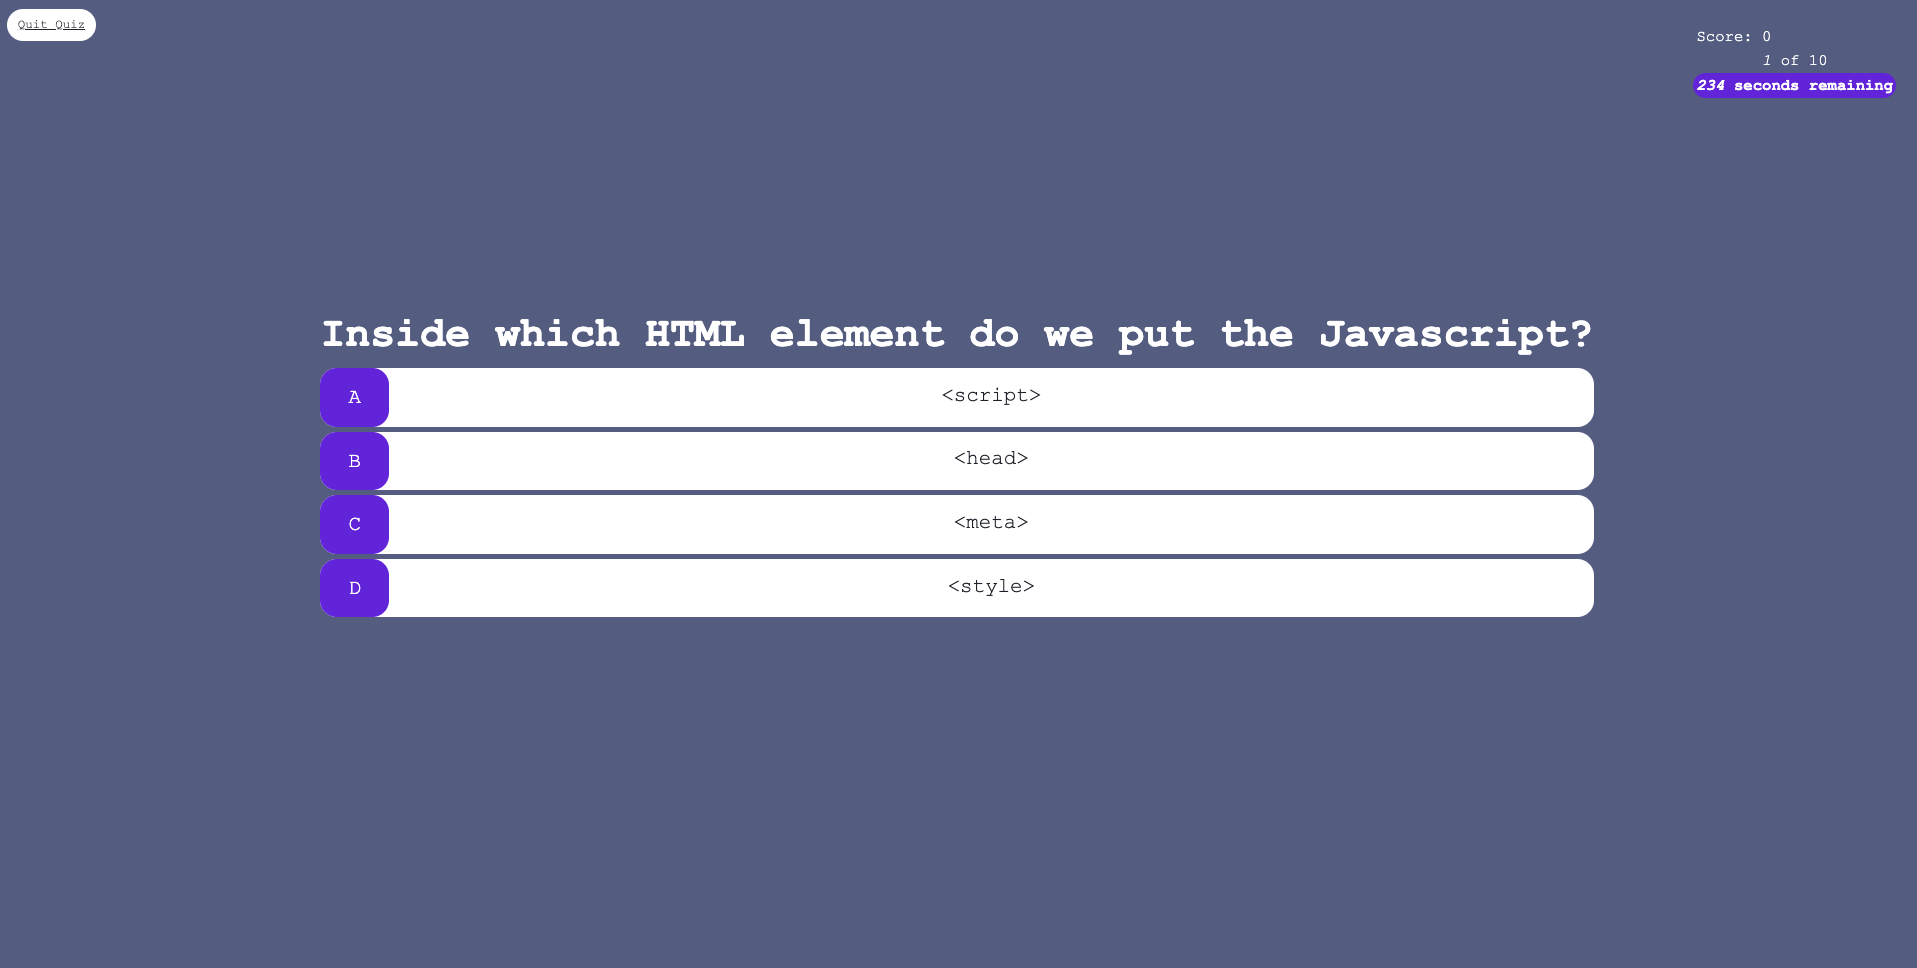 Quit Quiz
Score: 0
1 of 10
234 seconds remaining
Inside which HTML element do we put the Javascript?
A <script>
B <head>
C <meta>
D <style>